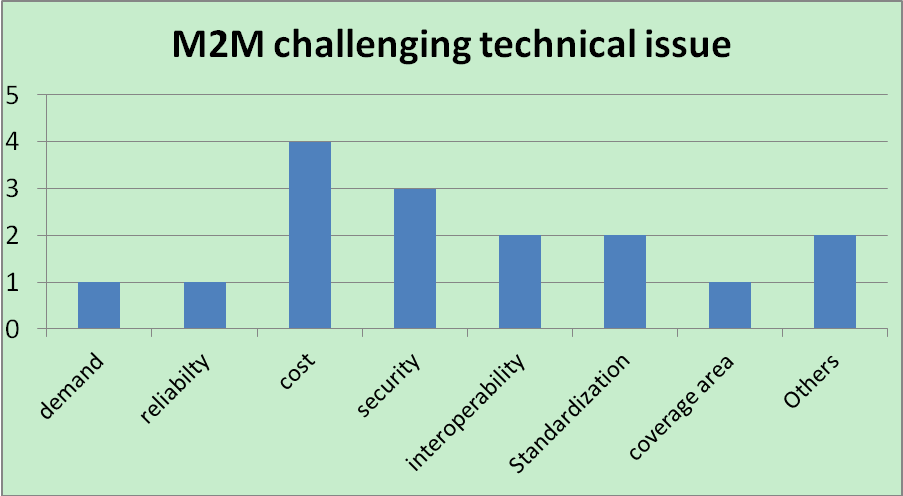 M2M challenging technical issue
5
4
3
2
1
0
demand
reliabilty
cost
security
interoperability
Standardization
coverage area
Others